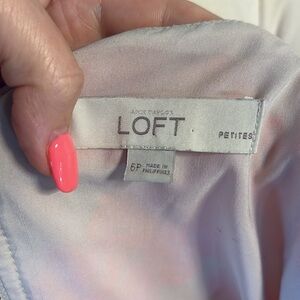 ANN TAYLOR
LOFT
PETITES
6P MADE IN
PHILIPPINES